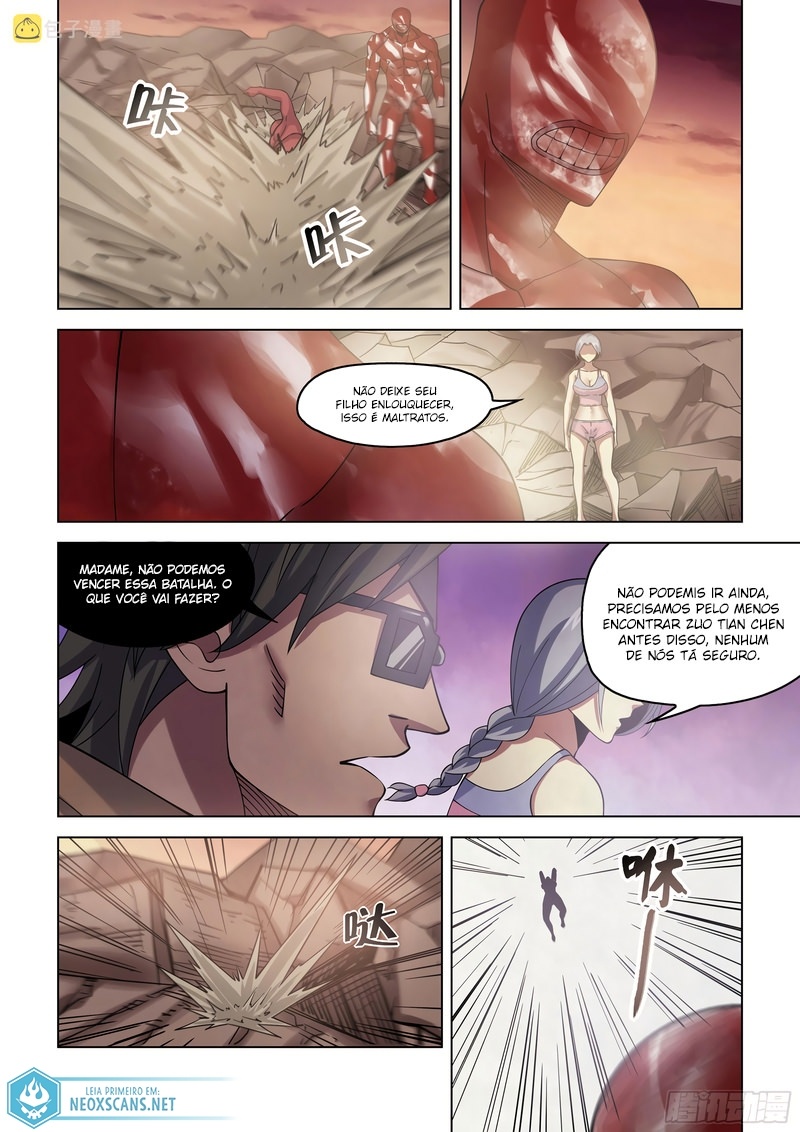 包子漫畫
咔
咔
NÃO DEIXE SEU
FILHO ENLOUQUECER,
ISSO É MALTRATOS.
MADAME, NÃO PODEMOS
VENCER ESSA BATALHA. O
QUE VOCÊ VAI FAZER?
NÃO PODEMIS IR AINDA,
PRECISAMOS PELO MENOS
ENCONTRAR ZUO TIAN CHEN
ANTES DISSO, NENHUM
DE NÓS TÁ SEGURO.
哒
咻
LEIA PRIMEIRO EM:
NEOXSCANS.NET
腾讯动漫